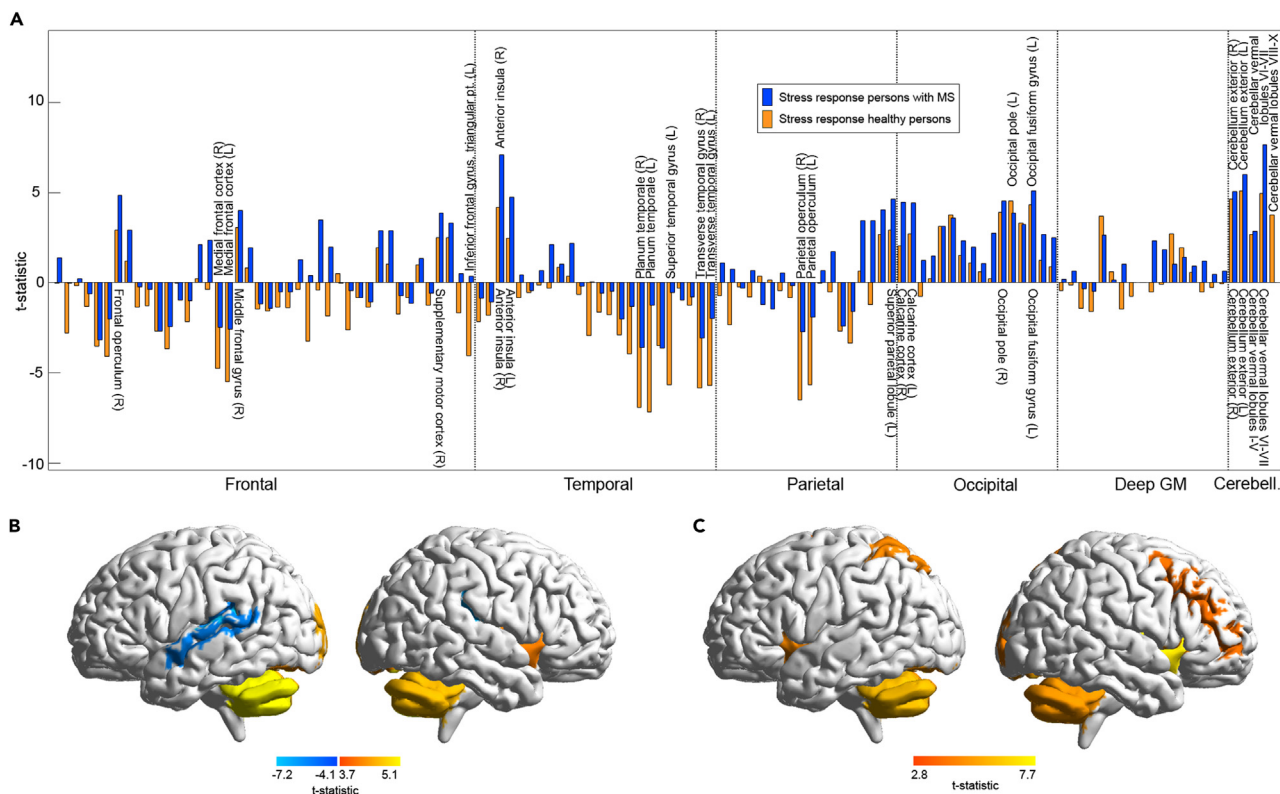 A
t-statistic
10
5
0
-5
-10
Stress response persons with MS
Stress response healthy persons
Medial frontal cortex (R)
Medial frontal cortex (L)
Inferior frontal gyrus, triangular pt. (L)
Anterior insula (R)
Planum temporale (R)
Planum temporale (L)
Superior temporal gyrus (L)
Transverse temporal gyrus (R)
Transverse temporal gyrus (L)
Parietal operculum (R)
Parietal operculum (L)
Occipital pole (L)
Occipital fusiform gyrus (L)
Cerebellum exterior (R)
Cerebellum exterior (L)
Cerebellar vermal
lobules VI-VII
Cerebellar vermal lobules VIII-X
Frontal operculum (R)
Middle frontal gyrus (R)
Supplementary motor cortex (R)
Anterior insula (R)
Anterior insula (L)
Superior parietal lobule (L)
Calcarine cortex (R)
Calcarine cortex (L)
Occipital pole (R)
Occipital fusiform gyrus (L)
Cerebellum exterior (R)
Cerebellum exterior (L)
Cerebellar vermal lobules I-V
Cerebellar vermal lobules VI-VII
Frontal
Temporal
Parietal
Occipital
Deep GM
Cerebell.
B
-7.2
-4.1
3.7
5.1
t-statistic
C
2.8
7.7
t-statistic